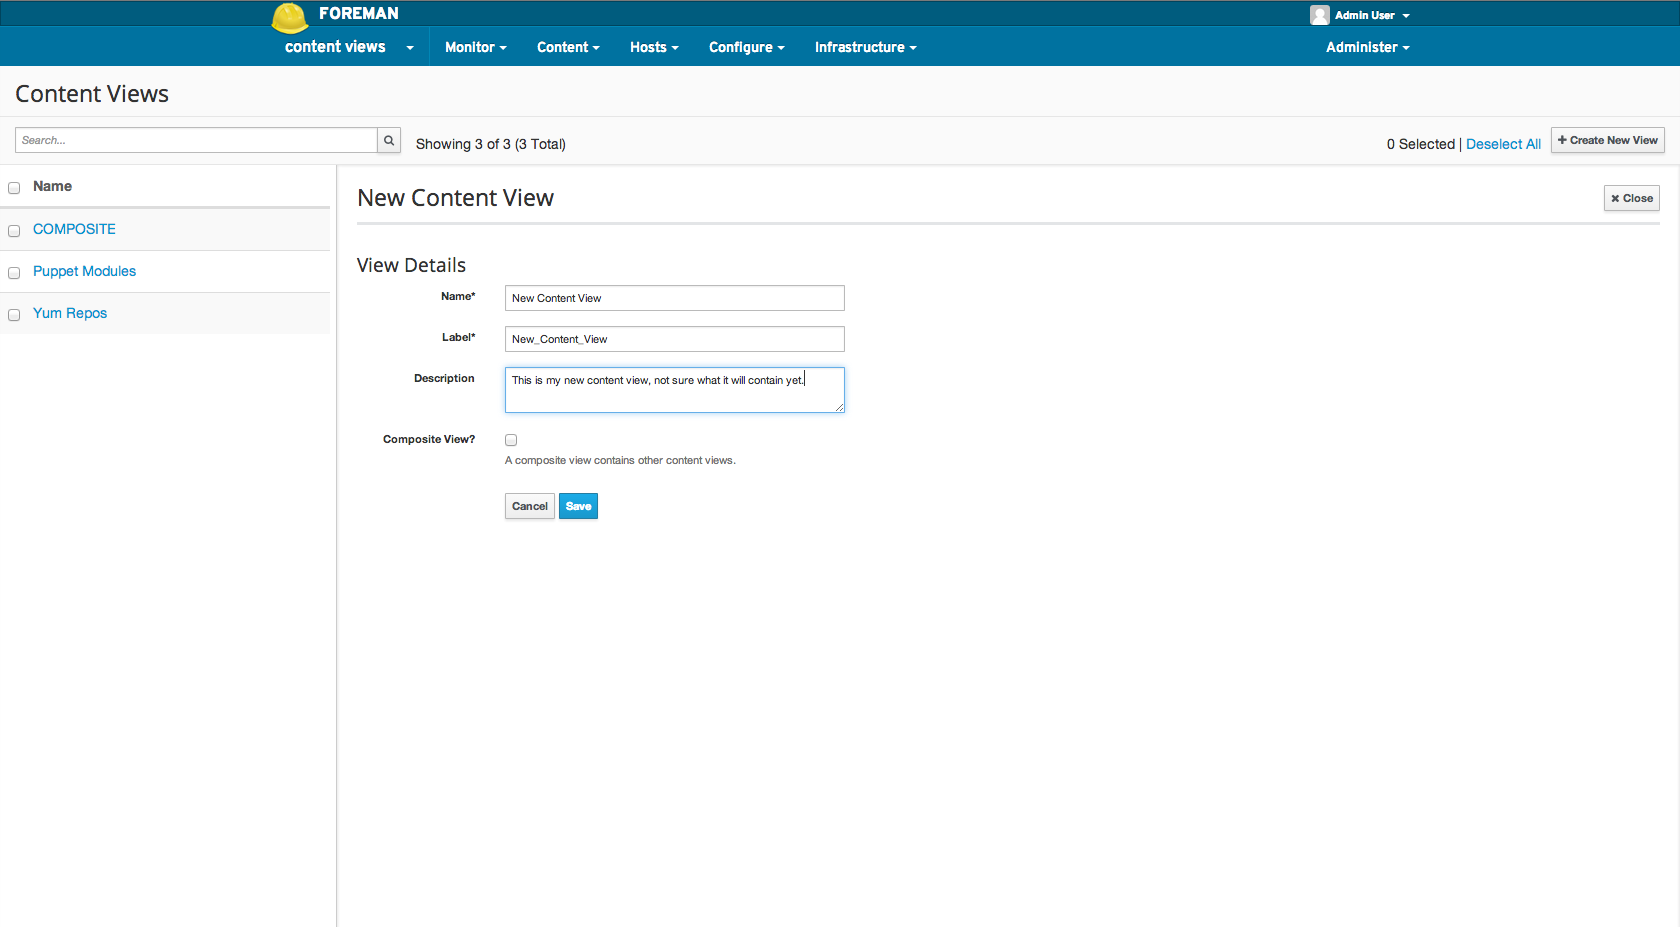 FOREMAN
Admin User
content views
Monitor
Content
Hosts
Configure
Infrastructure
Administer
Content Views
Search...
Showing 3 of 3 (3 Total)
0 Selected | Deselect All
+ Create New View
Name
COMPOSITE
Puppet Modules
Yum Repos
New Content View
× Close
View Details
Name* New Content View
Label* New_Content_View
Description This is my new content view, not sure what it will contain yet.
Composite View?
A composite view contains other content views.
Cancel Save